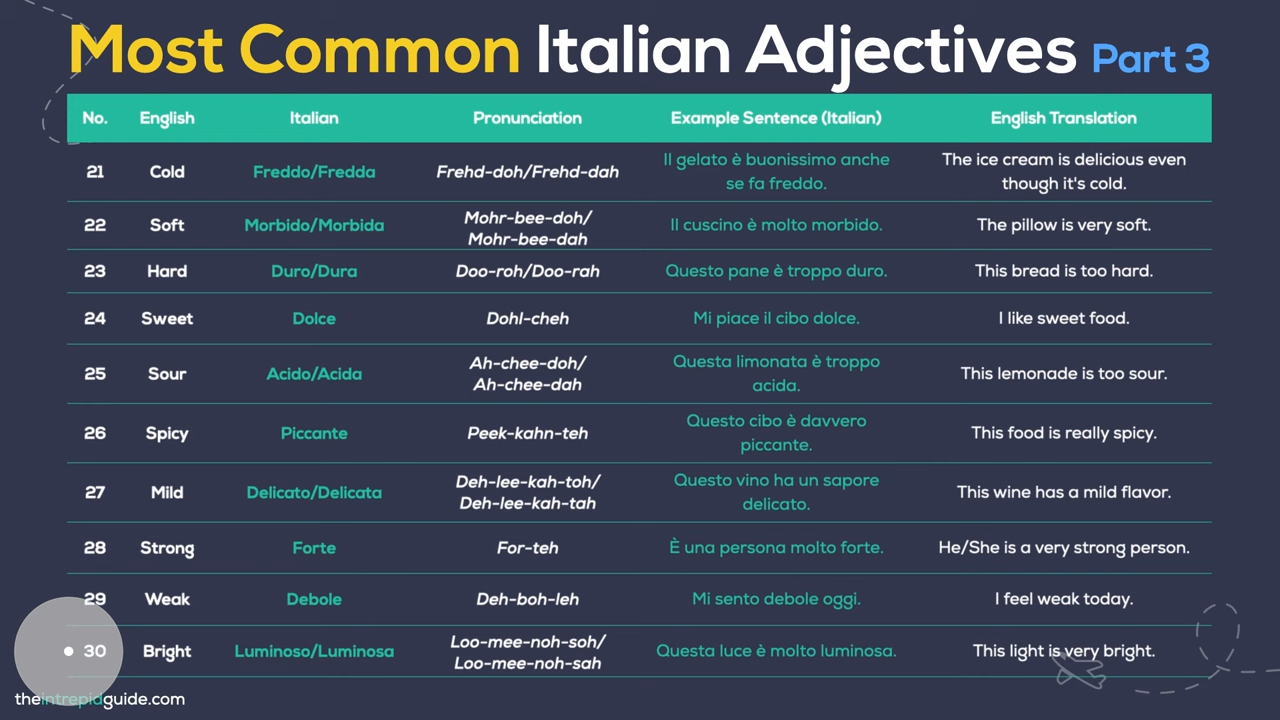 Most Common Italian Adjectives Part 3
No. English Italian Pronunciation Example Sentence (Italian) English Translation
21 Cold Freddo/Fredda Frehd-doh/Frehd-dah Il gelato è buonissimo anche se fa freddo. The ice cream is delicious even though it's cold.
22 Soft Morbido/Morbida Mohr-bee-doh/ Mohr-bee-dah Il cuscino è molto morbido. The pillow is very soft.
23 Hard Duro/Dura Doo-roh/Doo-rah Questo pane è troppo duro. This bread is too hard.
24 Sweet Dolce Dohl-cheh Mi piace il cibo dolce. I like sweet food.
25 Sour Acido/Acida Ah-chee-doh/ Ah-chee-dah Questa limonata è troppo acida. This lemonade is too sour.
26 Spicy Piccante Peek-kahn-teh Questo cibo è davvero piccante. This food is really spicy.
27 Mild Delicato/Delicata Deh-lee-kah-toh/ Deh-lee-kah-tah Questo vino ha un sapore delicato. This wine has a mild flavor.
28 Strong Forte For-teh È una persona molto forte. He/She is a very strong person.
29 Weak Debole Deh-boh-leh Mi sento debole oggi. I feel weak today.
30 Bright Luminoso/Luminosa Loo-mee-noh-soh/ Loo-mee-noh-sah Questa luce è molto luminosa. This light is very bright.
theintrepidguide.com